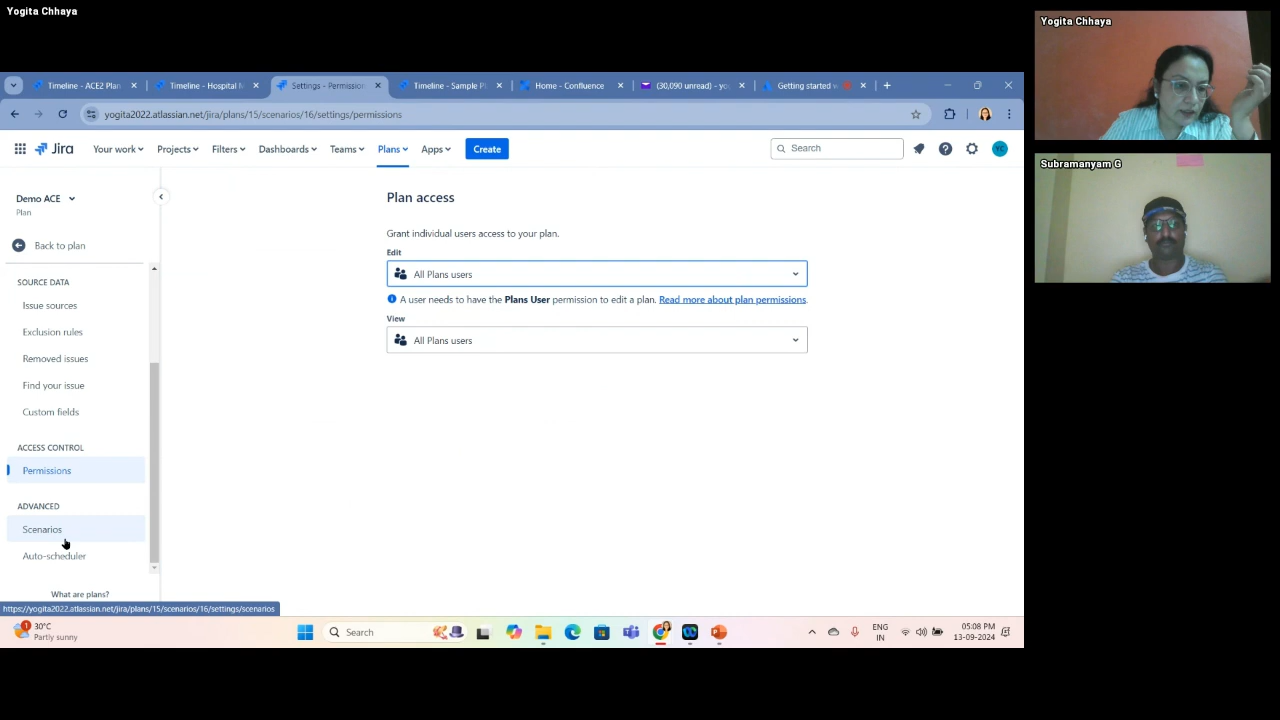 Yogita Chhaya
Yogita Chhaya
Subramanyam G
Timeline - ACE2 Plan
Timeline - Hospital M
Settings - Permission
Timeline - Sample Pl
Home - Confluence
(30,090 unread) - yo
Getting started w
yogita2022.atlassian.net/jira/plans/15/scenarios/16/settings/permissions
Jira
Your work
Projects
Filters
Dashboards
Teams
Plans
Apps
Create
Search
YC
Demo ACE
Plan
Back to plan
SOURCE DATA
Issue sources
Exclusion rules
Removed issues
Find your issue
Custom fields
ACCESS CONTROL
Permissions
ADVANCED
Scenarios
Auto-scheduler
What are plans?
Plan access
Grant individual users access to your plan.
Edit
All Plans users
A user needs to have the Plans User permission to edit a plan. Read more about plan permissions.
View
All Plans users
https://yogita2022.atlassian.net/jira/plans/15/scenarios/16/settings/scenarios
1
30°C
Partly sunny
Search
ENG
IN
05:08 PM
13-09-2024